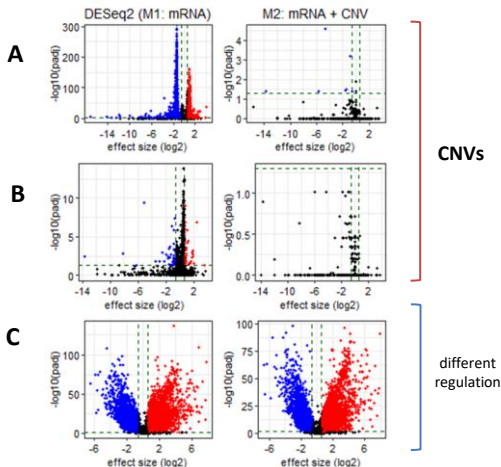 DESeq2 (M1: mRNA)
M2: mRNA + CNV
A
-log10(padj)
300
200
100
0
-14 -10 -6 -2 2
effect size (log2)
-log10(padj)
5
4
3
2
1
0
-14 -10 -6 -2 2
effect size (log2)
CNVs
B
-log10(padj)
10
5
0
-14 -10 -6 -2 2
effect size (log2)
-log10(padj)
1.0
0.5
0.0
-14 -10 -6 -2 2
effect size (log2)
C
-log10(padj)
100
50
0
-6 -2 2 6
effect size (log2)
-log10(padj)
100
75
50
25
0
-6 -2 2 6
effect size (log2)
different
regulation